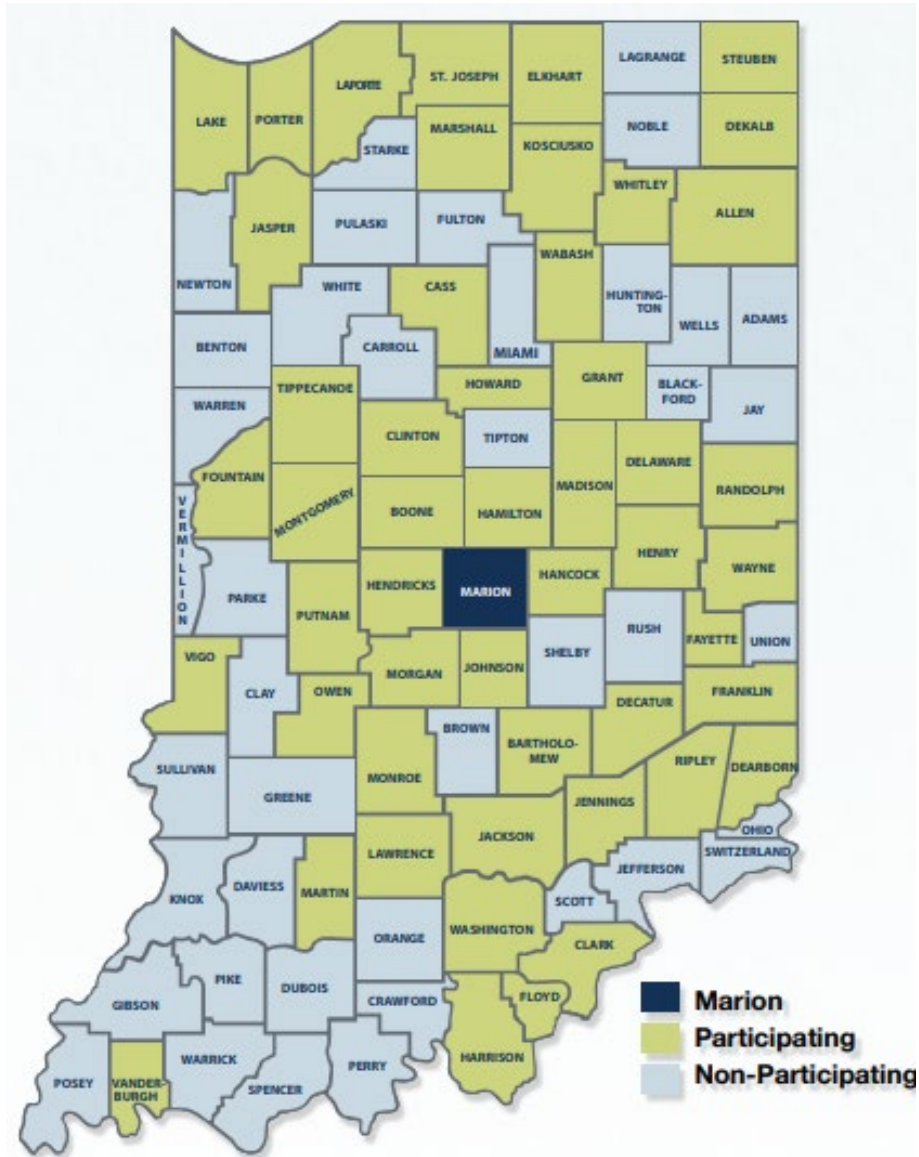 LAGRANGE
STEUBEN
ST. JOSEPH
ELKHART
LAPORTE
LAKE
PORTER
MARSHALL
NOBLE
DEKALB
STARKE
KOSCIUSKO
WHITLEY
ALLEN
JASPER
PULASKI
FULTON
WABASH
NEWTON
WHITE
CASS
HUNTING-
TON
WELLS
ADAMS
BENTON
CARROLL
MIAMI
HOWARD
GRANT
BLACK-
FORD
TIPPECANOE
WARREN
JAY
CLINTON
TIPTON
DELAWARE
FOUNTAIN
MADISON
RANDOLPH
MONTGOMERY
BOONE
HAMILTON
VERMILLION
HENRY
WAYNE
HENDRICKS
MARION
HANCOCK
PARKE
PUTNAM
RUSH
FAYETTE
UNION
VIGO
SHELBY
CLAY
OWEN
MORGAN
JOHNSON
DECATUR
FRANKLIN
BROWN
BARTHOLO-
MEW
SULLIVAN
MONROE
RIPLEY
DEARBORN
GREENE
JENNINGS
JACKSON
OHIO
LAWRENCE
SWITZERLAND
JEFFERSON
KNOX
DAVIESS
MARTIN
SCOTT
WASHINGTON
ORANGE
CLARK
PIKE
DUBOIS
CRAWFORD
FLOYD
GIBSON
HARRISON
WARRICK
PERRY
POSEY
VANDER-
BURGH
SPENCER
Marion
Participating
Non-Participating